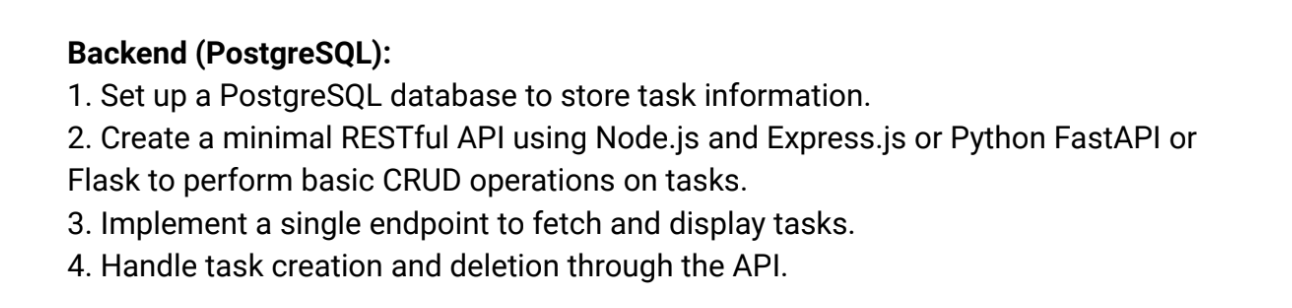 Backend (PostgreSQL):
1. Set up a PostgreSQL database to store task information.
2. Create a minimal RESTful API using Node.js and Express.js or Python FastAPI or
Flask to perform basic CRUD operations on tasks.
3. Implement a single endpoint to fetch and display tasks.
4. Handle task creation and deletion through the API.